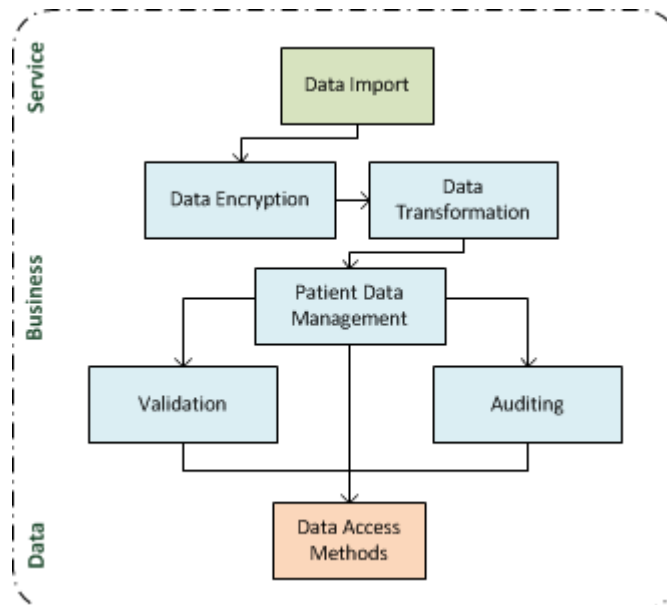 Service
Data Import
Data Encryption
Data
Transformation
Business
Patient Data
Management
Validation
Auditing
Data
Data Access
Methods